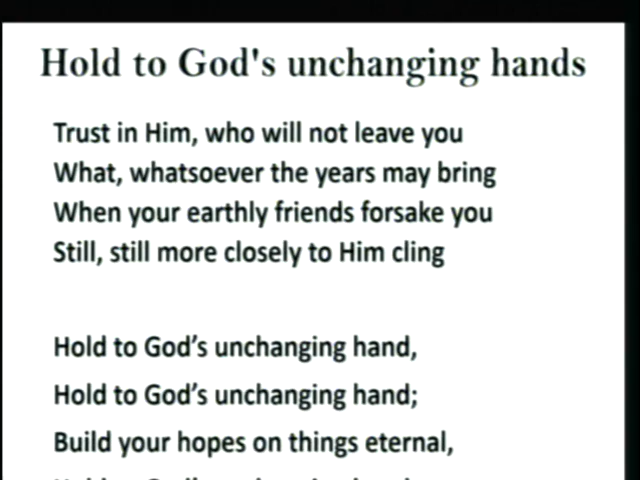 Hold to God's unchanging hands
Trust in Him, who will not leave you
What, whatsoever the years may bring
When your earthly friends forsake you
Still, still more closely to Him cling
Hold to God’s unchanging hand,
Hold to God’s unchanging hand;
Build your hopes on things eternal,